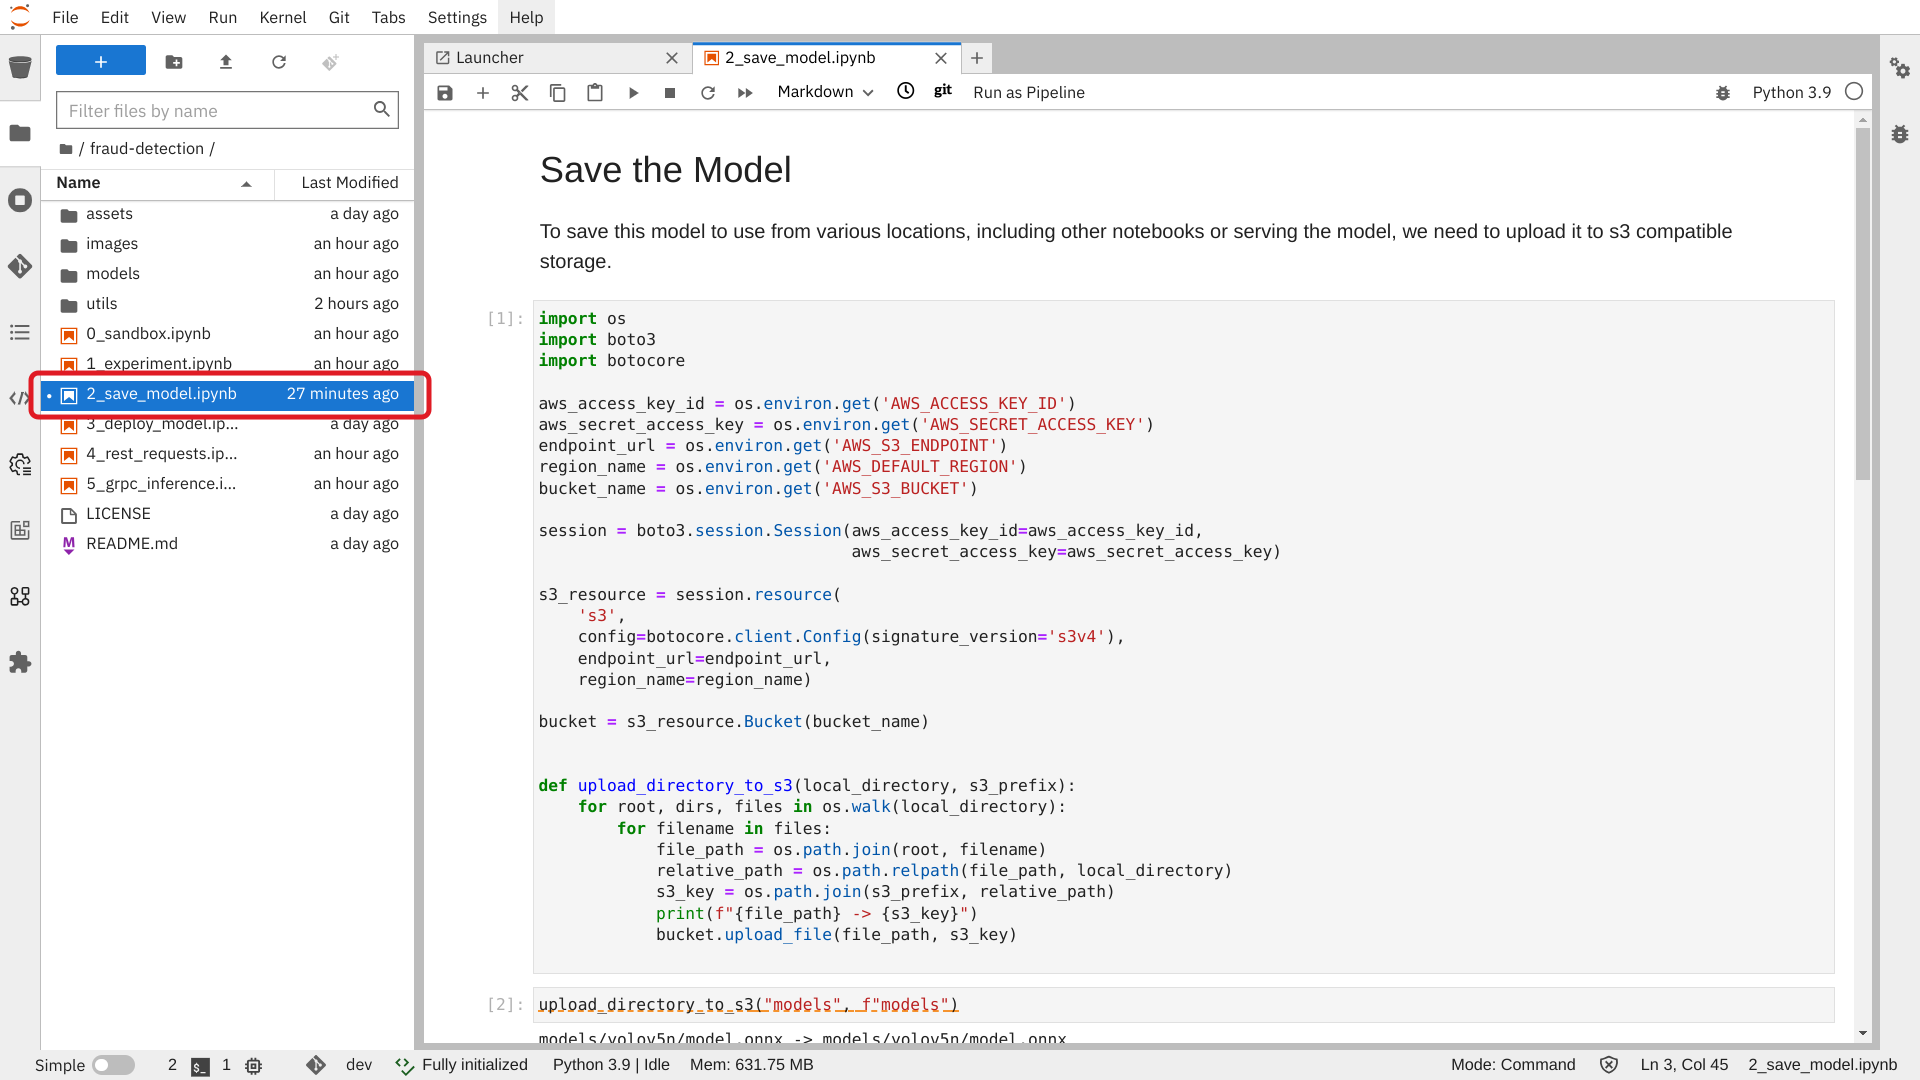 File Edit View Run Kernel Git Tabs Settings Help
+
Filter files by name
/ fraud-detection /
Name Last Modified
assets a day ago
images an hour ago
models an hour ago
utils 2 hours ago
0_sandbox.ipynb an hour ago
1_experiment.ipynb an hour ago
2_save_model.ipynb 27 minutes ago
3_deploy_model.ip... a day ago
4_rest_requests.ip... an hour ago
5_grpc_inference.i... an hour ago
LICENSE a day ago
README.md a day ago
Launcher 2_save_model.ipynb
Markdown git Run as Pipeline Python 3.9
Save the Model
To save this model to use from various locations, including other notebooks or serving the model, we need to upload it to s3 compatible
storage.
[1]:
import os
import boto3
import botocore
aws_access_key_id = os.environ.get('AWS_ACCESS_KEY_ID')
aws_secret_access_key = os.environ.get('AWS_SECRET_ACCESS_KEY')
endpoint_url = os.environ.get('AWS_S3_ENDPOINT')
region_name = os.environ.get('AWS_DEFAULT_REGION')
bucket_name = os.environ.get('AWS_S3_BUCKET')
session = boto3.session.Session(aws_access_key_id=aws_access_key_id,
aws_secret_access_key=aws_secret_access_key)
s3_resource = session.resource(
's3',
config=botocore.client.Config(signature_version='s3v4'),
endpoint_url=endpoint_url,
region_name=region_name)
bucket = s3_resource.Bucket(bucket_name)
def upload_directory_to_s3(local_directory, s3_prefix):
for root, dirs, files in os.walk(local_directory):
for filename in files:
file_path = os.path.join(root, filename)
relative_path = os.path.relpath(file_path, local_directory)
s3_key = os.path.join(s3_prefix, relative_path)
print(f"{file_path} -> {s3_key}")
bucket.upload_file(file_path, s3_key)
[2]:
upload_directory_to_s3("models", f"models")
models/yolov5n/model.onnx -> models/yolov5n/model.onnx
Simple 2 $_ 1 dev Fully initialized Python 3.9 | Idle Mem: 631.75 MB Mode: Command Ln 3, Col 45 2_save_model.ipynb